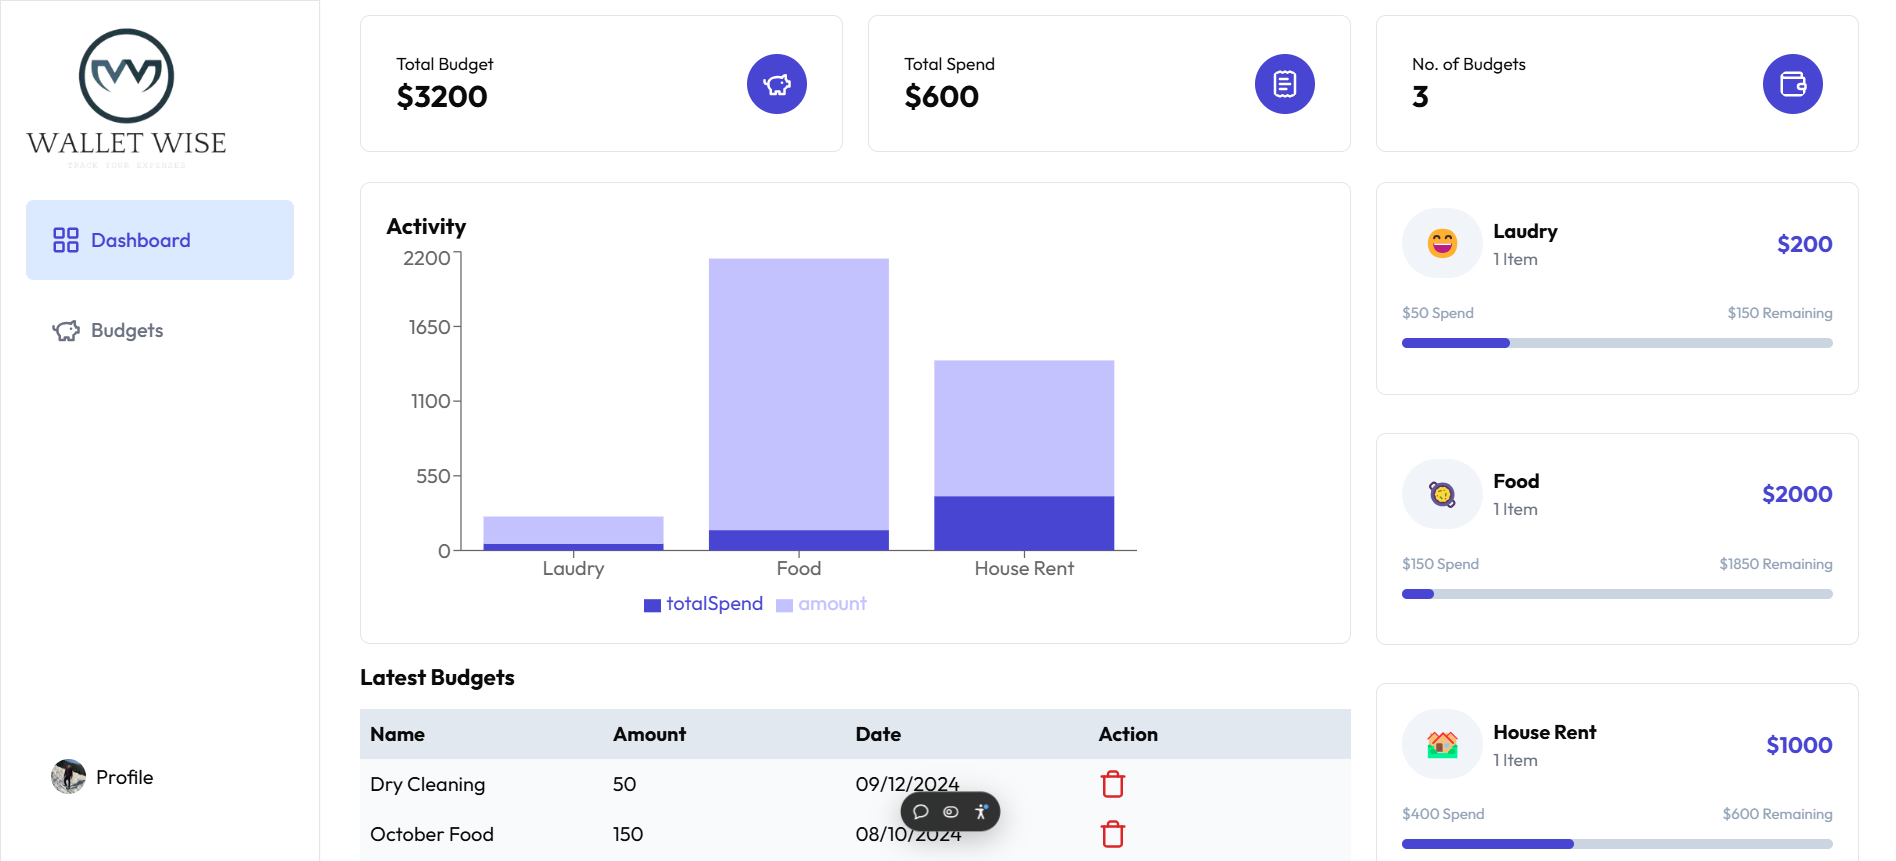 WALLET WISE
TRACK YOUR EXPENSES
Dashboard
Budgets
Profile
Total Budget
$3200
Total Spend
$600
No. of Budgets
3
Activity
2200
1650
1100
550
0
Laudry
Food
House Rent
totalSpend
amount
Latest Budgets
Name Amount Date Action
Dry Cleaning 50 09/12/2024
October Food 150 08/10/2024
Laudry
1 Item
$200
$50 Spend
$150 Remaining
Food
1 Item
$2000
$150 Spend
$1850 Remaining
House Rent
1 Item
$1000
$400 Spend
$600 Remaining